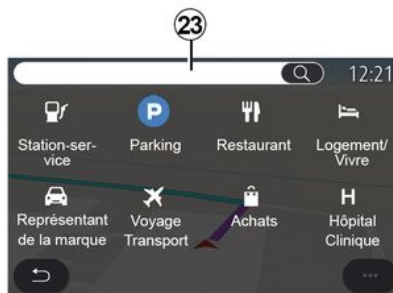 23
12:21
P
Station-ser-
vice
Parking
Restaurant
Logement/
Vivre
H
Représentant
de la marque
Voyage
Transport
Achats
Hôpital
Clinique